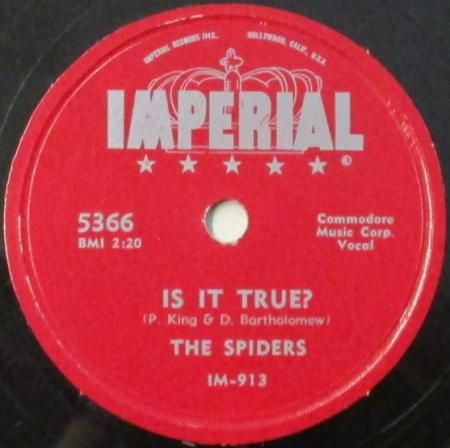 IMPERIAL RECORDS INC. HOLLYWOOD, CALIF., U.S.A.
IMPERIAL
5366
BMI 2:20
Commodore
Music Corp.
Vocal
IS IT TRUE?
(P. King & D. Bartholomew)
THE SPIDERS
IM-913